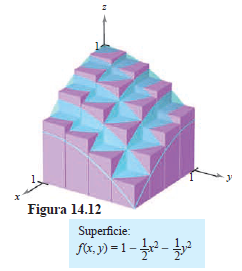 z
1
1
1
x
y
Figura 14.12
Superficie:
f(x, y) = 1 − ½x² − ½y²